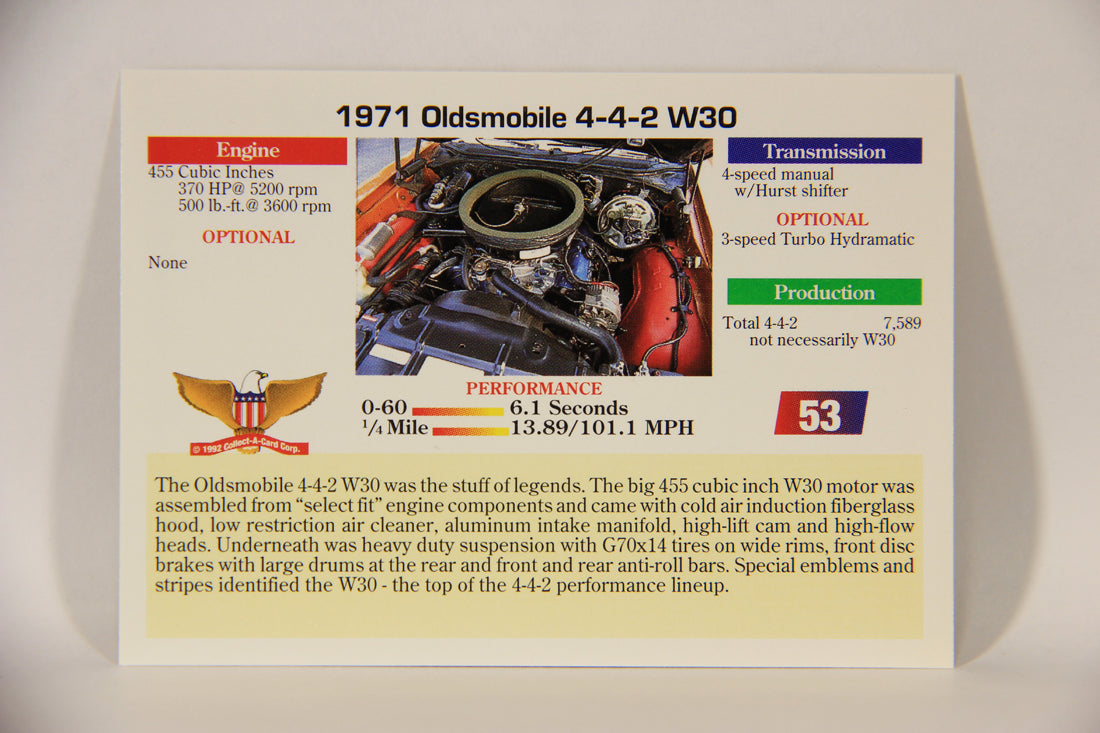 1971 Oldsmobile 4-4-2 W30
Engine
455 Cubic Inches
370 HP@ 5200 rpm
500 lb.-ft.@ 3600 rpm
OPTIONAL
None
Transmission
4-speed manual
w/Hurst shifter
OPTIONAL
3-speed Turbo Hydramatic
Production
Total 4-4-2 7,589
not necessarily W30
© 1992 Collect-A-Card Corp.
PERFORMANCE
0-60 6.1 Seconds
1/4 Mile 13.89/101.1 MPH
53
The Oldsmobile 4-4-2 W30 was the stuff of legends. The big 455 cubic inch W30 motor was
assembled from “select fit” engine components and came with cold air induction fiberglass
hood, low restriction air cleaner, aluminum intake manifold, high-lift cam and high-flow
heads. Underneath was heavy duty suspension with G70x14 tires on wide rims, front disc
brakes with large drums at the rear and front and rear anti-roll bars. Special emblems and
stripes identified the W30 - the top of the 4-4-2 performance lineup.